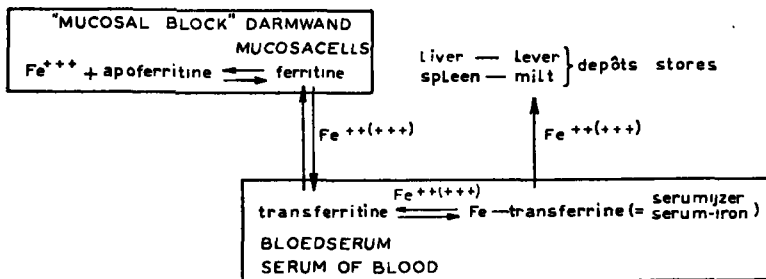 "MUCOSAL BLOCK" DARMWAND
MUCOSACELLS
Fe+++ + apoferritine ⇌ ferritine
liver — lever
spleen — milt } depôts stores
Fe ++(+++)
Fe ++(+++)
Fe++(+++)
transferritine ⇌ Fe—transferrine (= serumijzer
serum-iron)
BLOEDSERUM
SERUM OF BLOOD